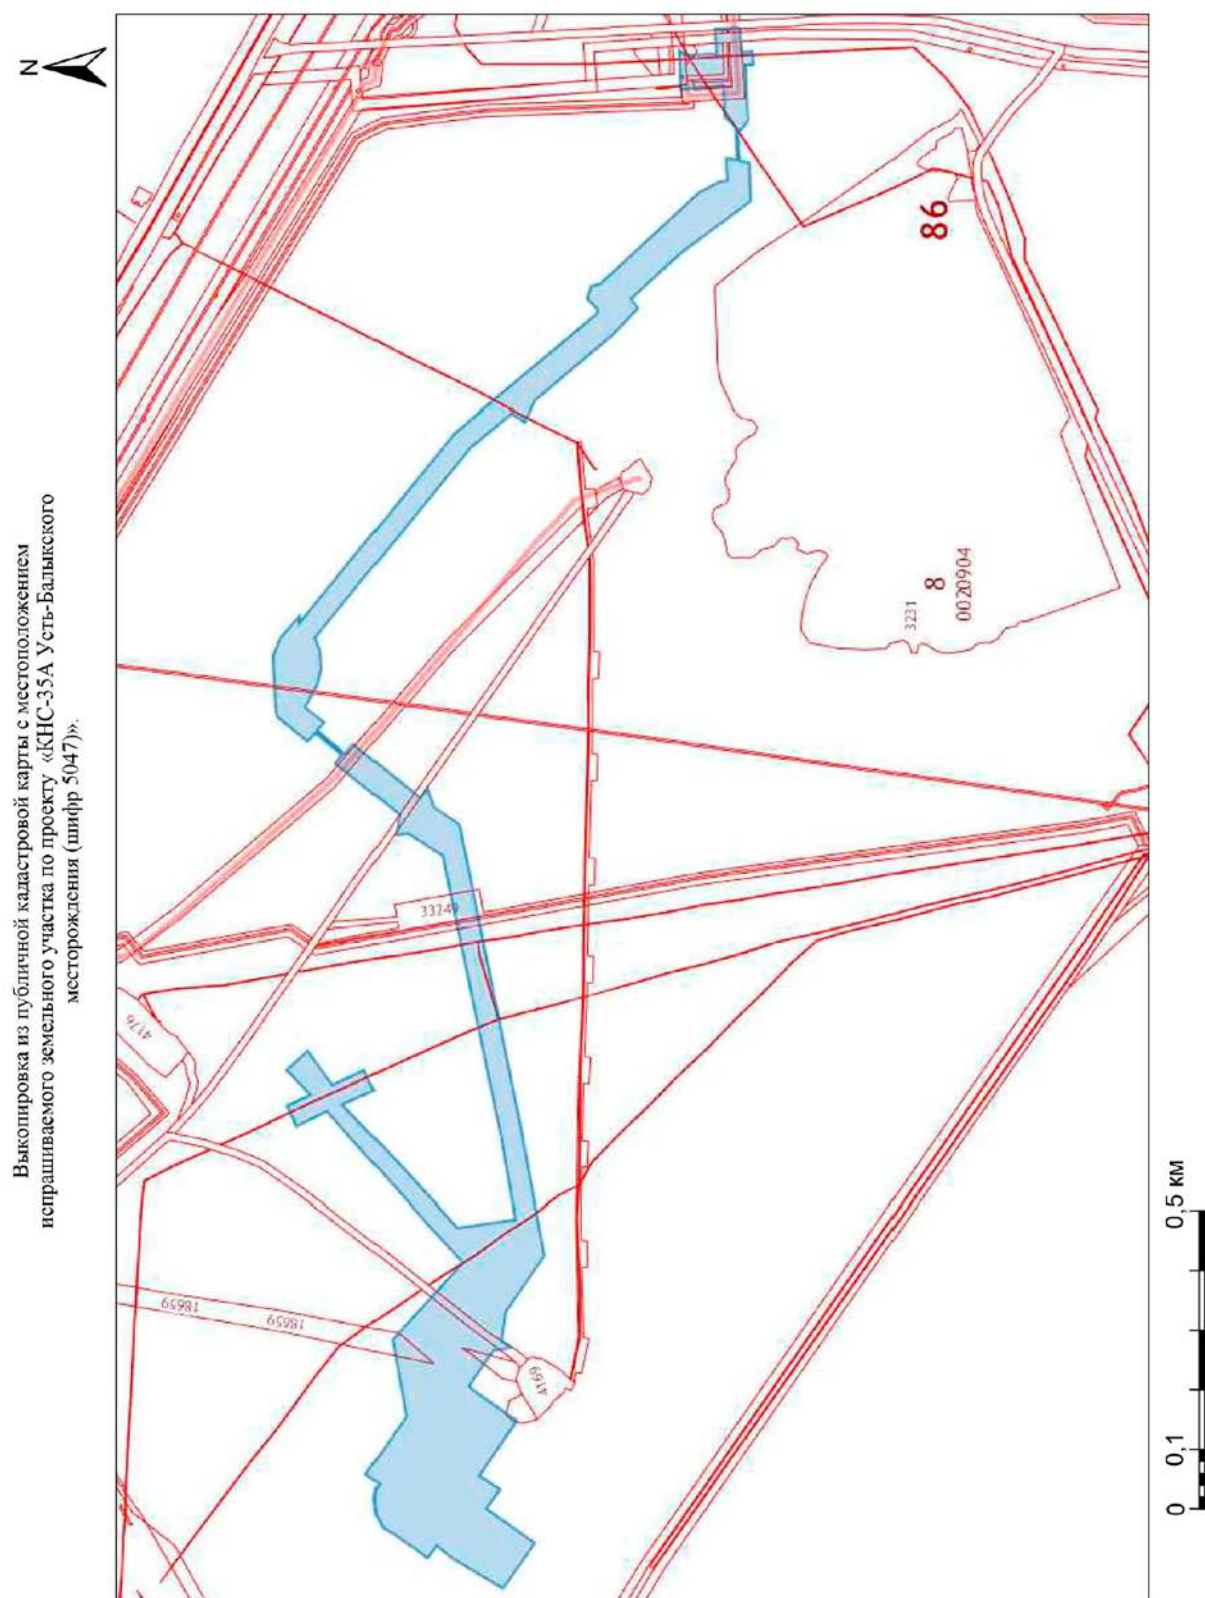 Выкопировка из публичной кадастровой карты с местоположением
испрашиваемого земельного участка по проекту «КНС-35А Усть-Балыкского
месторождения (шифр 5047)».
N
4176
18659
18659
33249
4169
86
3231
8
0020904
0
0,1
0,5 км